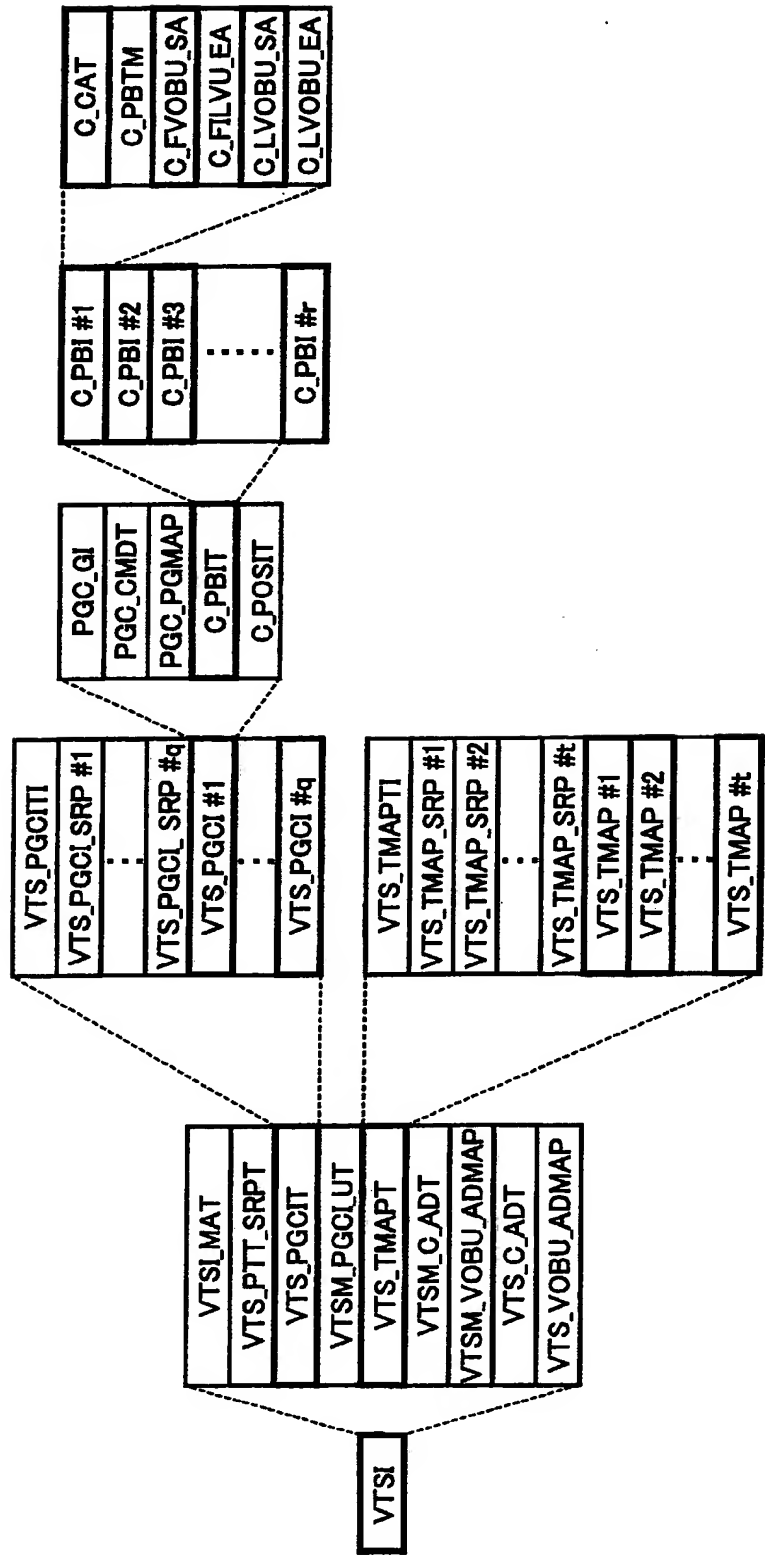 VTSI
VTSI_MAT
VTS_PTT_SRPT
VTS_PGCIT
VTSM_PGCI_UT
VTS_TMAPT
VTSM_C_ADT
VTSM_VOBU_ADMAP
VTS_C_ADT
VTS_VOBU_ADMAP
VTS_PGCITI
VTS_PGCI_SRP #1
⋯
VTS_PGCI_SRP #q
VTS_PGCI #1
⋯
VTS_PGCI #q
VTS_TMAPTI
VTS_TMAP_SRP #1
VTS_TMAP_SRP #2
⋯
VTS_TMAP_SRP #t
VTS_TMAP #1
VTS_TMAP #2
⋯
VTS_TMAP #t
PGC_GI
PGC_CMDT
PGC_PGMAP
C_PBIT
C_POSIT
C_PBI #1
C_PBI #2
C_PBI #3
⋯
C_PBI #r
C_CAT
C_PBTM
C_FVOBU_SA
C_FILVU_EA
C_LVOBU_SA
C_LVOBU_EA